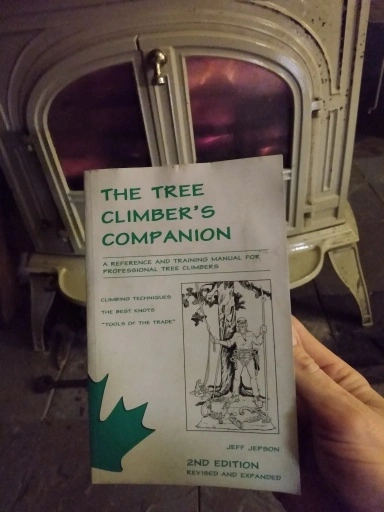 THE TREE
CLIMBER'S
COMPANION
A REFERENCE AND TRAINING MANUAL FOR
PROFESSIONAL TREE CLIMBERS
CLIMBING TECHNIQUES
THE BEST KNOTS
"TOOLS OF THE TRADE"
JEFF JEPSON
2ND EDITION
REVISED AND EXPANDED